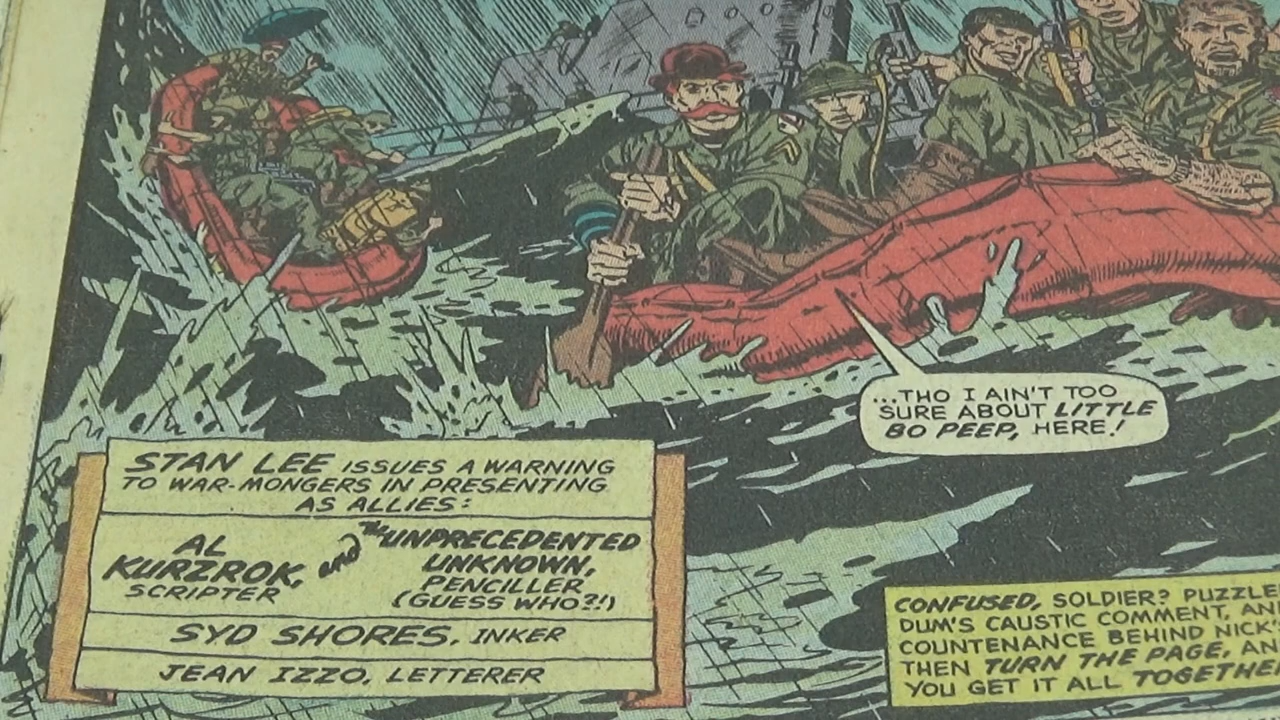 ...THO I AIN'T TOO
SURE ABOUT LITTLE
BO PEEP, HERE!
STAN LEE ISSUES A WARNING
TO WAR-MONGERS IN PRESENTING
AS ALLIES:
AL
KURZROK,
SCRIPTER
and
THE UNPRECEDENTED
UNKNOWN,
PENCILLER
(GUESS WHO?!)
SYD SHORES, INKER
JEAN IZZO, LETTERER
CONFUSED, SOLDIER? PUZZLE
DUM'S CAUSTIC COMMENT, AN
COUNTENANCE BEHIND NICK'
THEN TURN THE PAGE, AN
YOU GET IT ALL TOGETHE